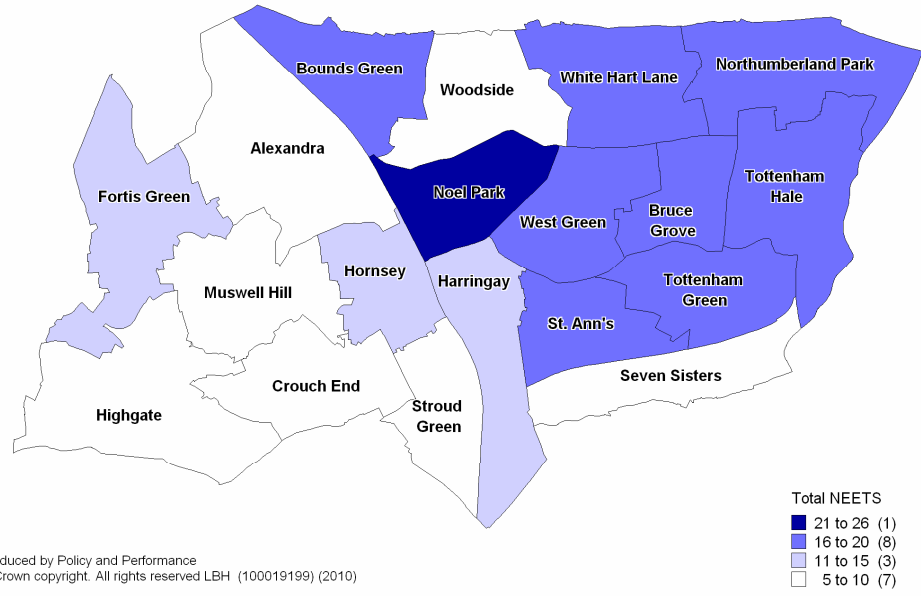 Bounds Green
Woodside
White Hart Lane
Northumberland Park
Alexandra
Fortis Green
Noel Park
West Green
Bruce
Grove
Tottenham
Hale
Muswell Hill
Hornsey
Harringay
Tottenham
Green
St. Ann's
Seven Sisters
Crouch End
Highgate
Stroud
Green
Total NEETS
21 to 26 (1)
16 to 20 (8)
11 to 15 (3)
5 to 10 (7)
duced by Policy and Performance
Crown copyright. All rights reserved LBH (100019199) (2010)